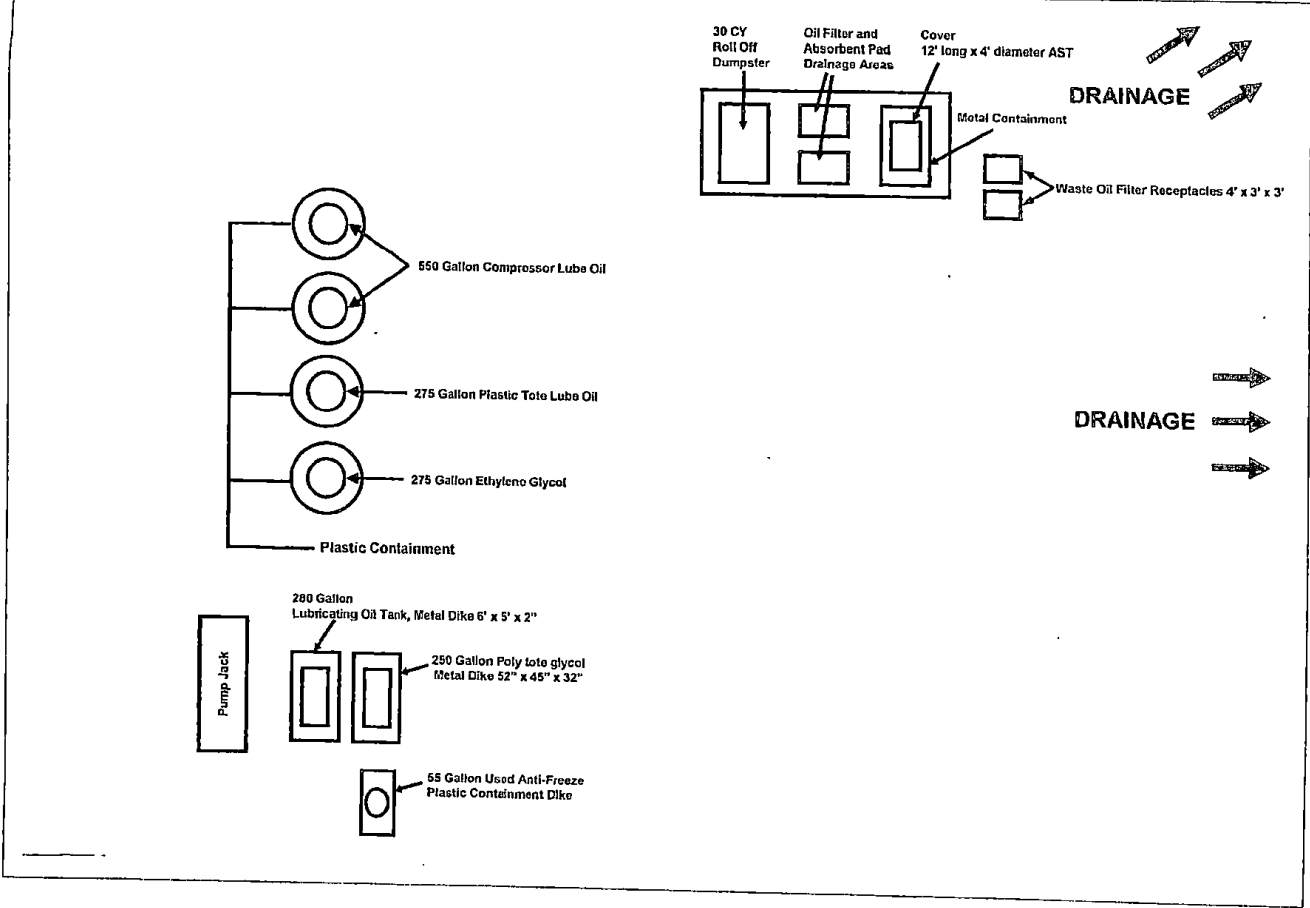 30 CY
Roll Off
Dumpster
Oil Filter and
Absorbent Pad
Drainage Areas
Cover
12' long x 4' diameter AST
DRAINAGE
Metal Containment
Waste Oil Filter Receptacles 4' x 3' x 3'
550 Gallon Compressor Lube Oil
275 Gallon Plastic Tote Lube Oil
DRAINAGE
275 Gallon Ethylene Glycol
Plastic Containment
280 Gallon
Lubricating Oil Tank, Metal Dike 6' x 5' x 2"
Pump Jack
250 Gallon Poly tote glycol
Metal Dike 52" x 45" x 32"
55 Gallon Used Anti-Freeze
Plastic Containment Dike